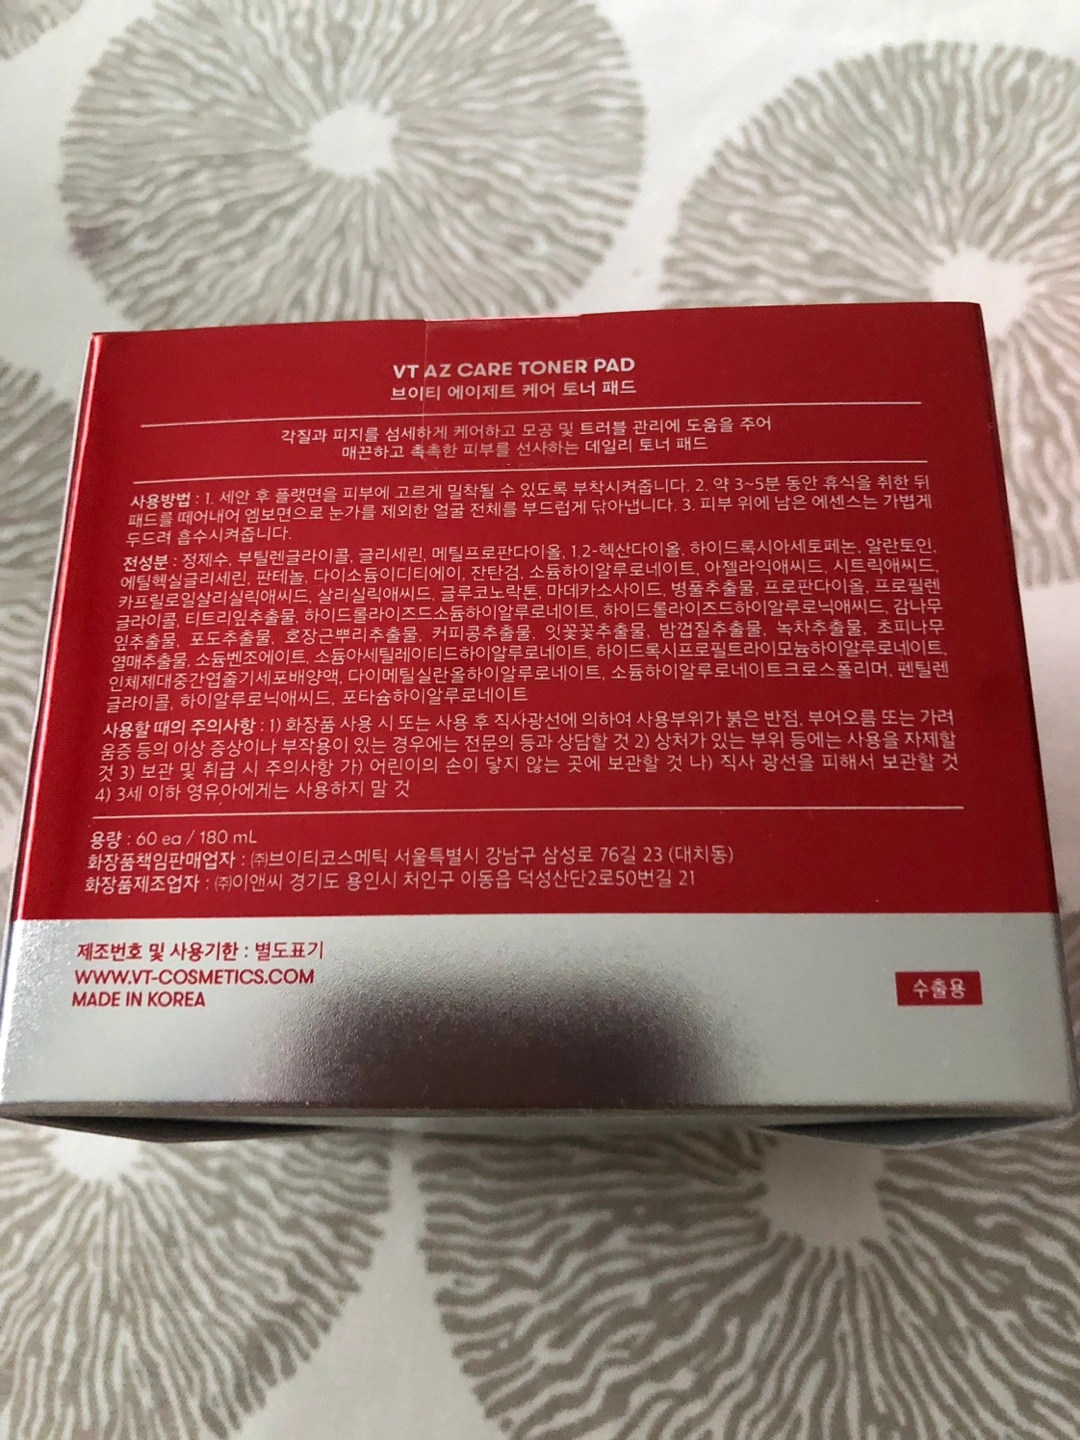 VT AZ CARE TONER PAD
브이티 에이제트 케어 토너 패드
각질과 피지를 섬세하게 케어하고 모공 및 트러블 관리에 도움을 주어
매끈하고 촉촉한 피부를 선사하는 데일리 토너 패드
사용방법 : 1. 세안 후 플랫면을 피부에 고르게 밀착될 수 있도록 부착시켜줍니다. 2. 약 3~5분 동안 휴식을 취한 뒤
패드를 떼어내어 엠보면으로 눈가를 제외한 얼굴 전체를 부드럽게 닦아냅니다. 3. 피부 위에 남은 에센스는 가볍게
두드려 흡수시켜줍니다.
전성분 : 정제수, 부틸렌글라이콜, 글리세린, 메틸프로판다이올, 1,2-헥산다이올, 하이드록시아세토페논, 알란토인,
에틸헥실글리세린, 판테놀, 다이소듐이디티에이, 잔탄검, 소듐하이알루로네이트, 아젤라익애씨드, 시트릭애씨드,
카프릴로일살리실릭애씨드, 살리실릭애씨드, 글루코노락톤, 마데카소사이드, 병풀추출물, 프로판다이올, 프로필렌
글라이콜, 티트리잎추출물, 하이드롤라이즈드소듐하이알루로네이트, 하이드롤라이즈드하이알루로닉애씨드, 감나무
잎추출물, 포도추출물, 호장근뿌리추출물, 커피콩추출물, 잇꽃꽃추출물, 밤껍질추출물, 녹차추출물, 초피나무
열매추출물, 소듐벤조에이트, 소듐아세틸레이티드하이알루로네이트, 하이드록시프로필트라이모늄하이알루로네이트,
인체제대중간엽줄기세포배양액, 다이메틸실란올하이알루로네이트, 소듐하이알루로네이트크로스폴리머, 펜틸렌
글라이콜, 하이알루로닉애씨드, 포타슘하이알루로네이트
사용할 때의 주의사항 : 1) 화장품 사용 시 또는 사용 후 직사광선에 의하여 사용부위가 붉은 반점, 부어오름 또는 가려
움증 등의 이상 증상이나 부작용이 있는 경우에는 전문의 등과 상담할 것 2) 상처가 있는 부위 등에는 사용을 자제할
것 3) 보관 및 취급 시 주의사항 가) 어린이의 손이 닿지 않는 곳에 보관할 것 나) 직사 광선을 피해서 보관할 것
4) 3세 이하 영유아에게는 사용하지 말 것
용량 : 60 ea / 180 mL
화장품책임판매업자 : ㈜브이티코스메틱 서울특별시 강남구 삼성로 76길 23 (대치동)
화장품제조업자 : ㈜이앤씨 경기도 용인시 처인구 이동읍 덕성산단2로50번길 21
제조번호 및 사용기한 : 별도표기
WWW.VT-COSMETICS.COM
MADE IN KOREA
수출용